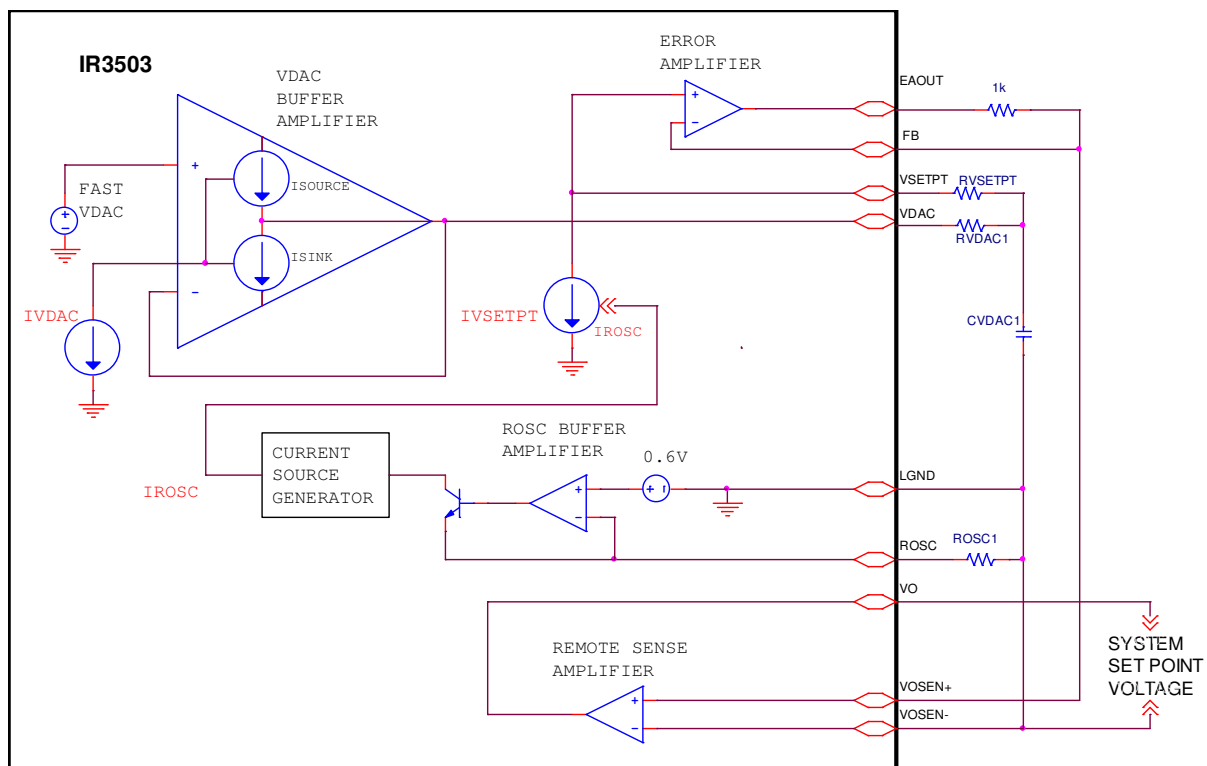 IR3503
VDAC
BUFFER
AMPLIFIER
ERROR
AMPLIFIER
EAOUT
1k
FB
+
-
+
ISOURCE
FAST
VDAC
+
-
VSETPT
RVSETPT
VDAC
RVDAC1
ISINK
-
IVDAC
IVSETPT
IROSC
CVDAC1
ROSC BUFFER
AMPLIFIER
0.6V
CURRENT
SOURCE
GENERATOR
IROSC
+
-
+
LGND
ROSC
ROSC1
VO
REMOTE SENSE
AMPLIFIER
SYSTEM
SET POINT
VOLTAGE
+
-
VOSEN+
VOSEN-